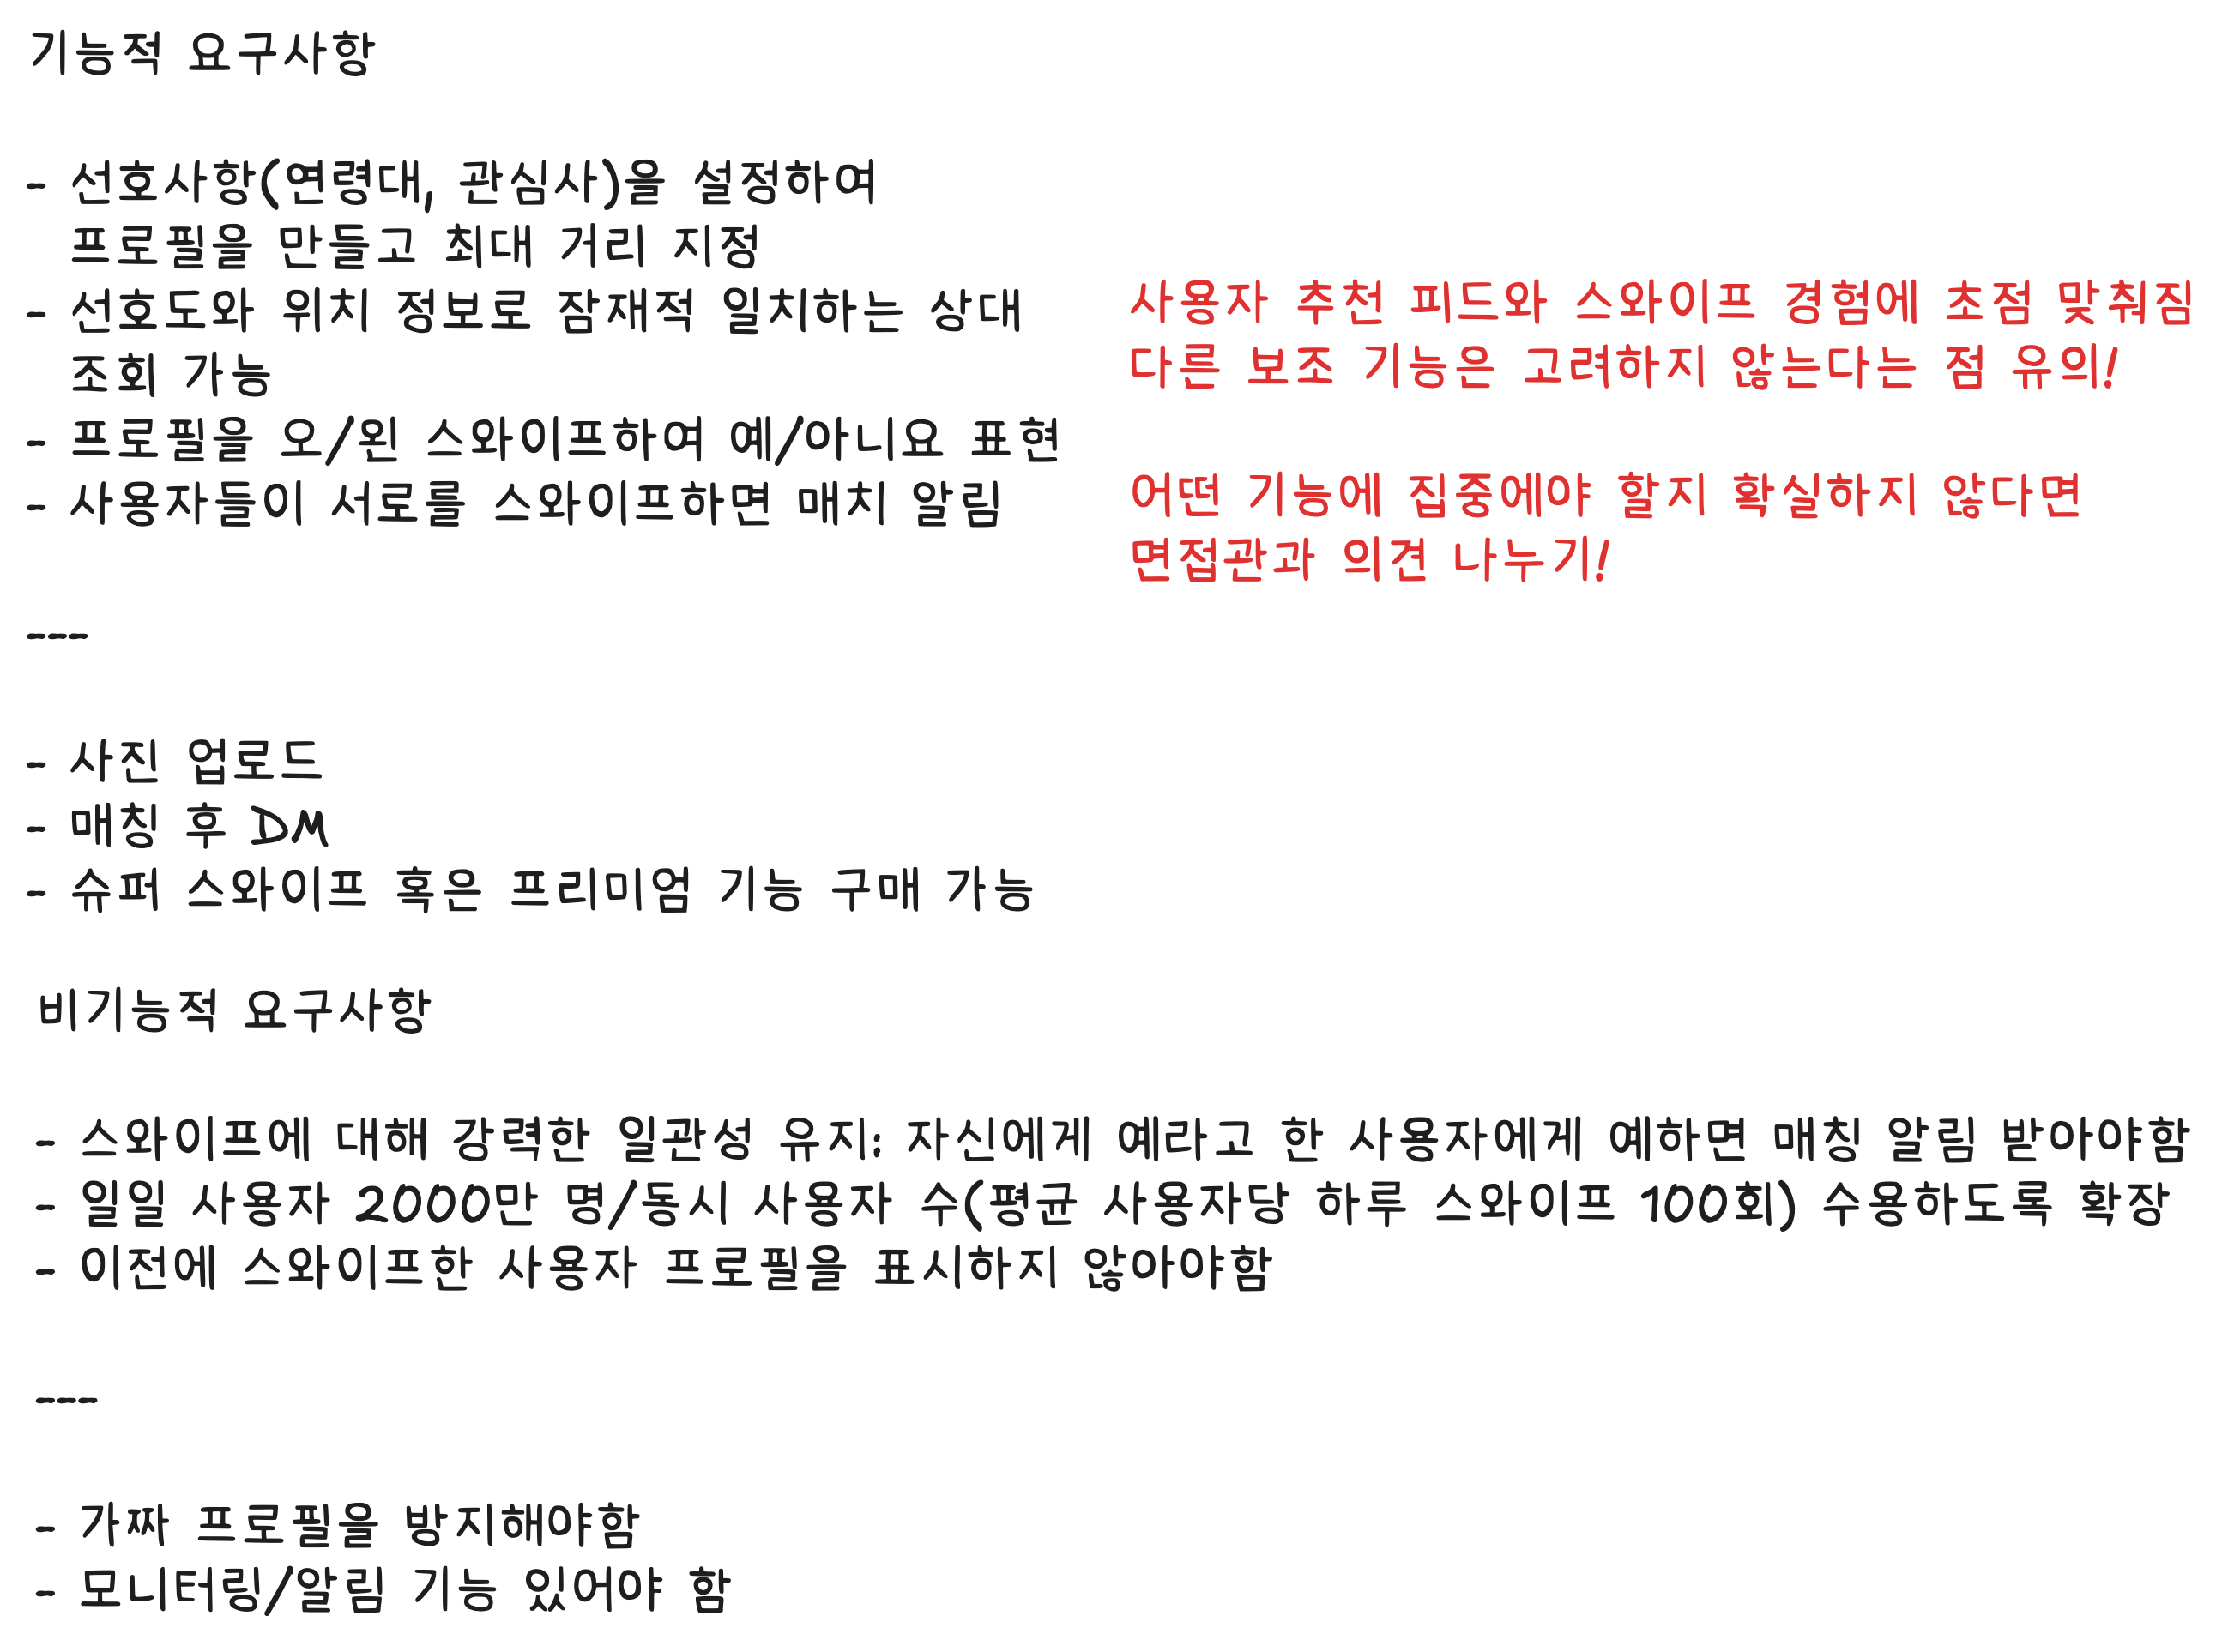 기능적 요구사항
- 선호사항(연령대, 관심사)을 설정하여
프로필을 만들고 최대 거리 지정
- 선호도와 위치 정보로 잠재적 일치하는 상대
조회 가능
- 프로필을 오/왼 스와이프하여 예/아니요 표현
- 사용자들이 서로를 스와이프하면 매치 알림
사용자 추천 피드와 스와이프 경험에 초점 맞춰짐
다른 보조 기능은 고려하지 않는다는 점 유의!
어떤 기능에 집중해야 할지 확실하지 않다면
면접관과 의견 나누기!
---
- 사진 업로드
- 매칭 후 DM
- 슈퍼 스와이프 혹은 프리미엄 기능 구매 가능
비기능적 요구사항
- 스와이프에 대해 강력한 일관성 유지: 자신에게 예라고 한 사용자에게 예하면 매칭 알림 받아야함
- 일일 사용자 2000만 명/동시 사용자 수(평균 사용자당 하루 스와이프 100회) 수용하도록 확장
- 이전에 스와이프한 사용자 프로필을 표시하지 않아야함
---
- 가짜 프로필을 방지해야함
- 모니터링/알림 기능 있어야 함